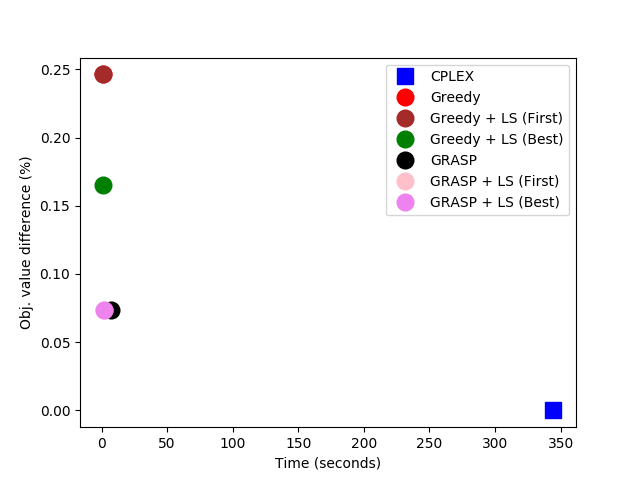 0.25
0.20
0.15
0.10
0.05
0.00
Obj. value difference (%)
0
50
100
150
200
250
300
350
Time (seconds)
CPLEX
Greedy
Greedy + LS (First)
Greedy + LS (Best)
GRASP
GRASP + LS (First)
GRASP + LS (Best)